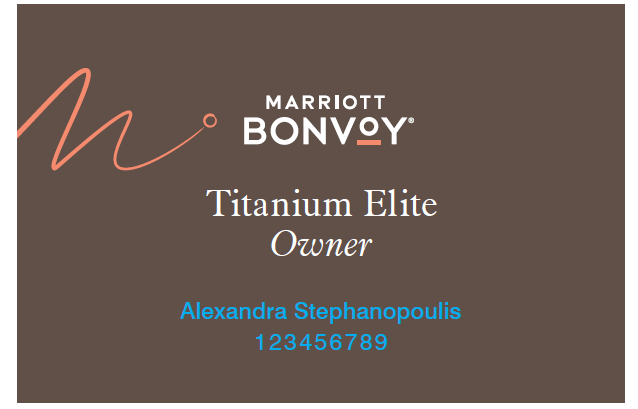 MARRIOTT
BONVOY®
Titanium Elite
Owner
Alexandra Stephanopoulis
123456789